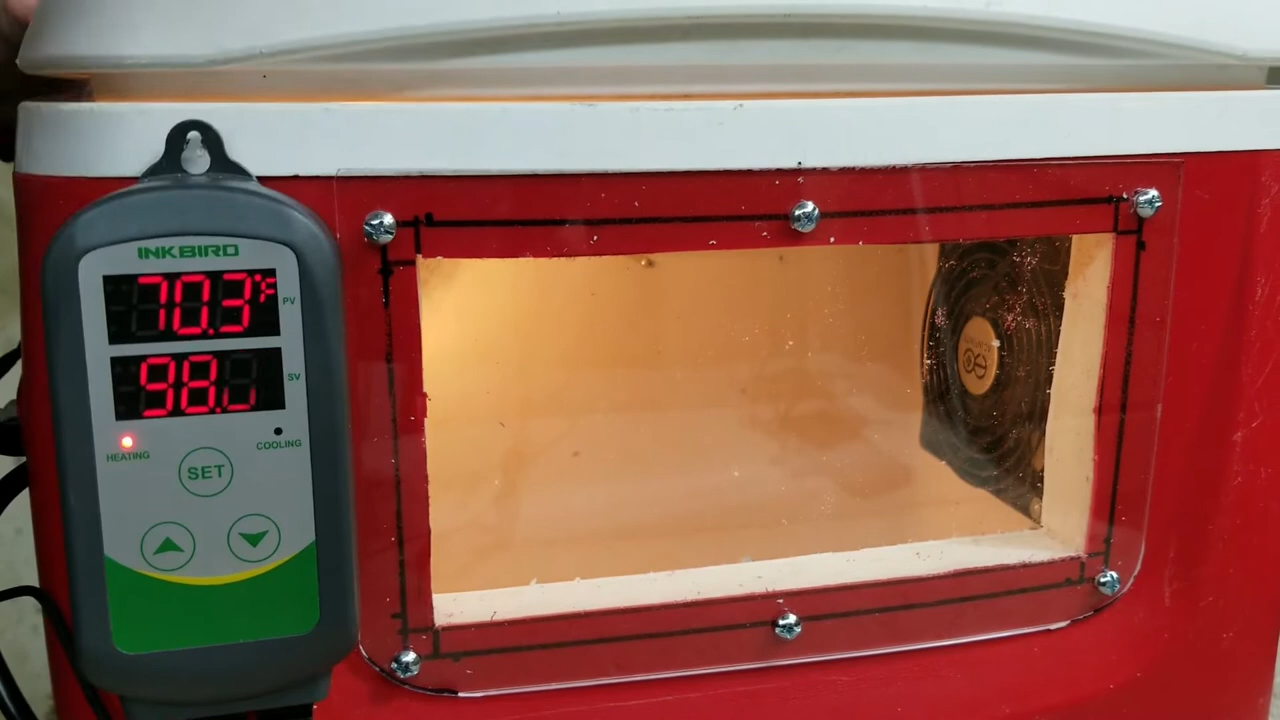 INKBIRD
70.3°F PV
98.0 SV
HEATING COOLING
SET